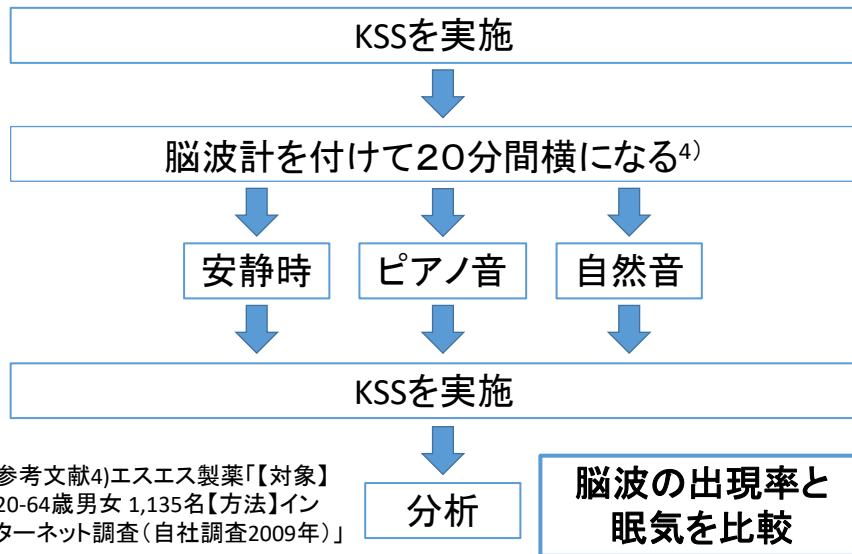 KSSを実施
脳波計を付けて20分間横になる4)
安静時
ピアノ音
自然音
KSSを実施
参考文献4)エスエス製薬「【対象】
20-64歳男女 1,135名【方法】イン
ターネット調査(自社調査2009年)」
分析
脳波の出現率と
眠気を比較